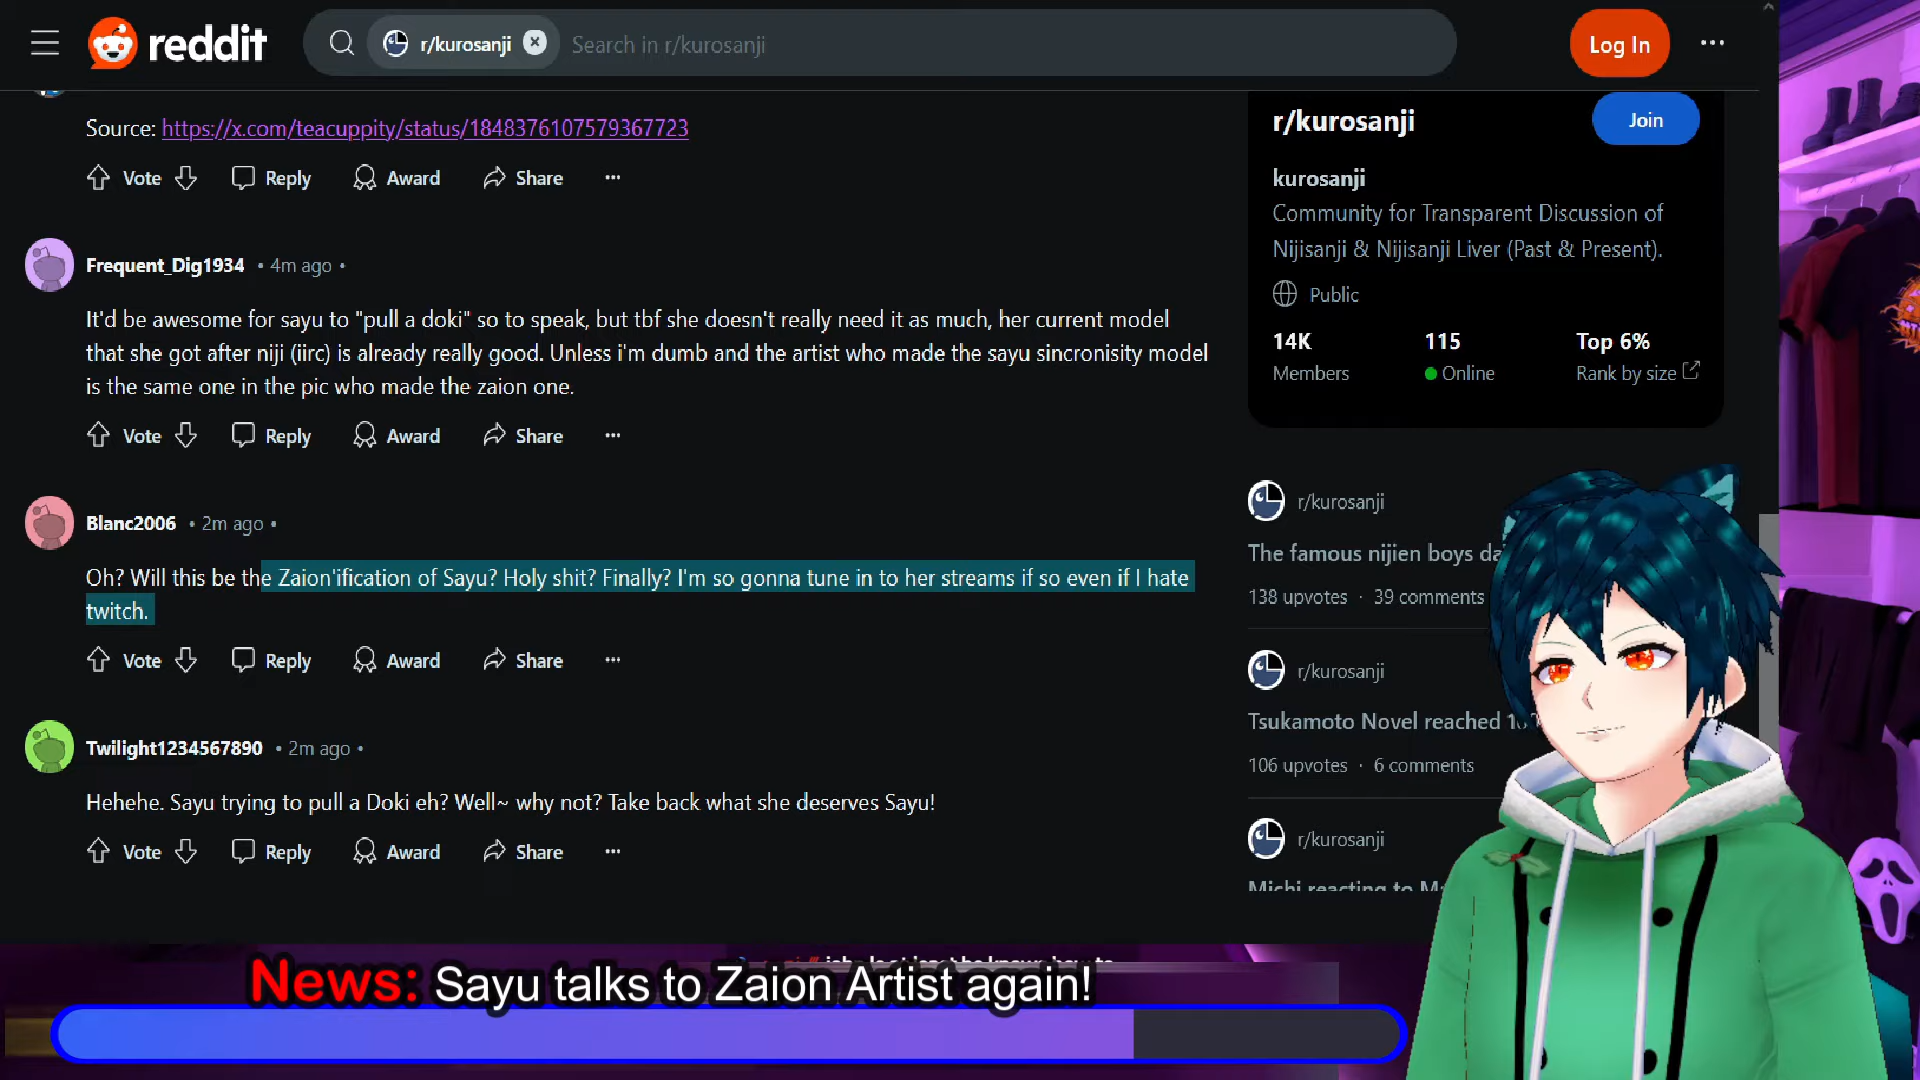 reddit
r/kurosanji
Search in r/kurosanji
Log In
Source: https://x.com/teacuppity/status/1848376107579367723
Vote
Reply
Award
Share
Frequent_Dig1934 • 4m ago •
It'd be awesome for sayu to "pull a doki" so to speak, but tbf she doesn't really need it as much, her current model
that she got after niji (iirc) is already really good. Unless i'm dumb and the artist who made the sayu sincronisity model
is the same one in the pic who made the zaion one.
Vote
Reply
Award
Share
Blanc2006 • 2m ago •
Oh? Will this be the Zaion'ification of Sayu? Holy shit? Finally? I'm so gonna tune in to her streams if so even if I hate
twitch.
Vote
Reply
Award
Share
Twilight1234567890 • 2m ago •
Hehehe. Sayu trying to pull a Doki eh? Well~ why not? Take back what she deserves Sayu!
Vote
Reply
Award
Share
r/kurosanji
Join
kurosanji
Community for Transparent Discussion of
Nijisanji & Nijisanji Liver (Past & Present).
Public
14K
115
Top 6%
Members
Online
Rank by size
r/kurosanji
The famous nijien boys
138 upvotes · 39 comments
r/kurosanji
Tsukamoto Novel reached
106 upvotes · 6 comments
r/kurosanji
Michi reacting to
News: Sayu talks to Zaion Artist again!